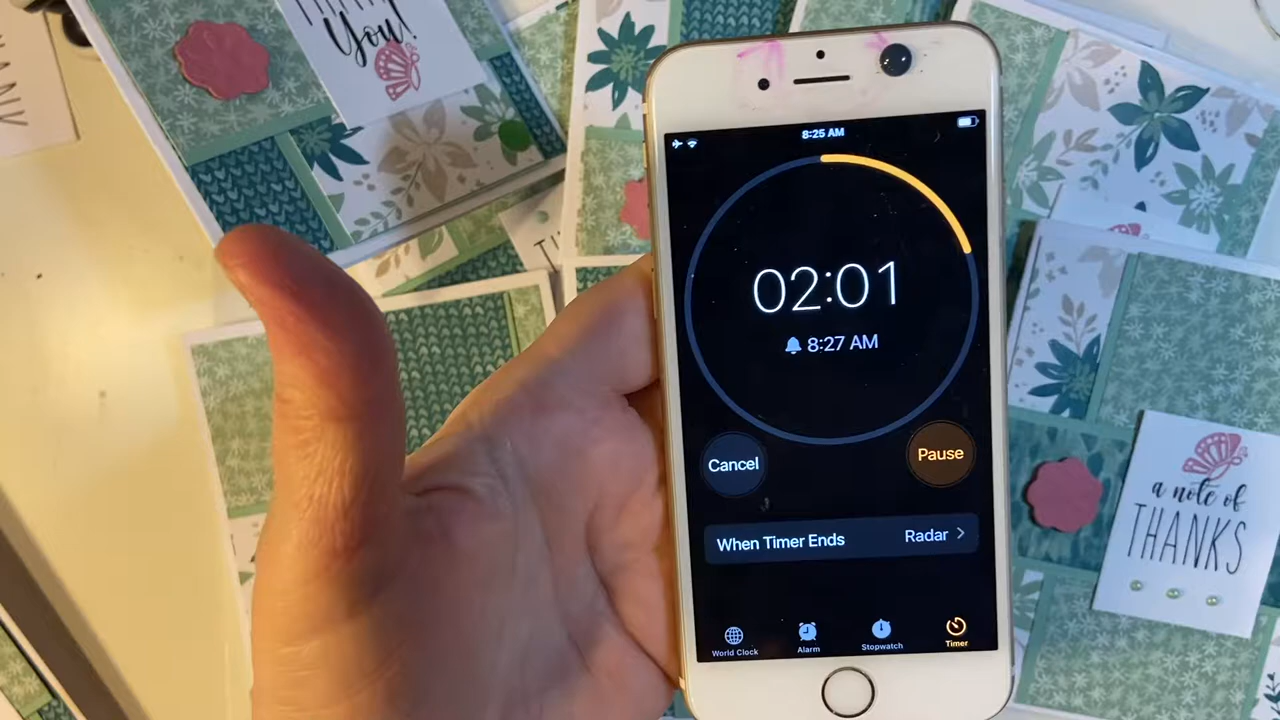 You!
8:25 AM
02:01
8:27 AM
Cancel
Pause
When Timer Ends
Radar
World Clock
Alarm
Stopwatch
Timer
a note of
THANKS